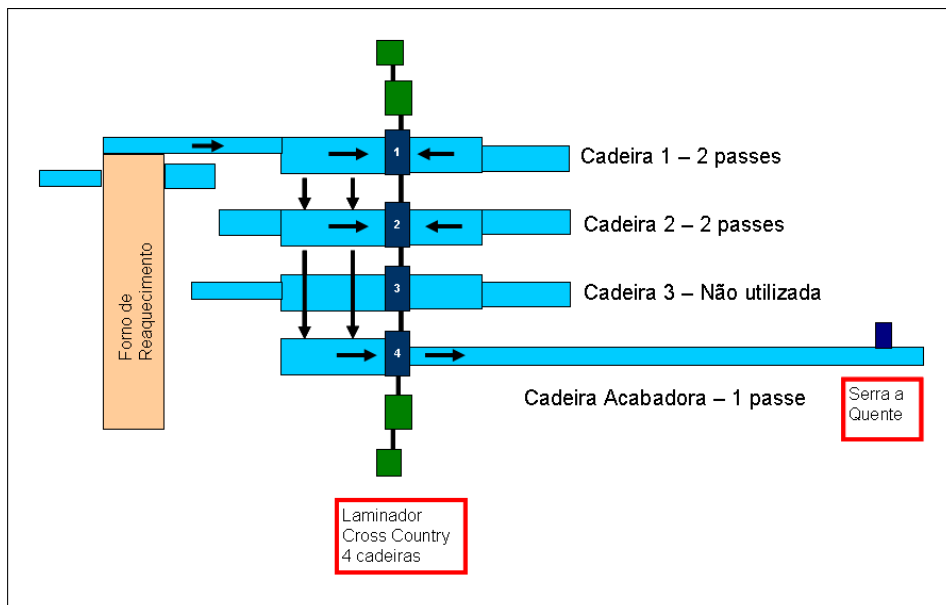 1
Cadeira 1 – 2 passes
2
Cadeira 2 – 2 passes
3
Cadeira 3 – Não utilizada
4
Cadeira Acabadora – 1 passe
Forno de
Reaquecimento
Serra a
Quente
Laminador
Cross Country
4 cadeiras